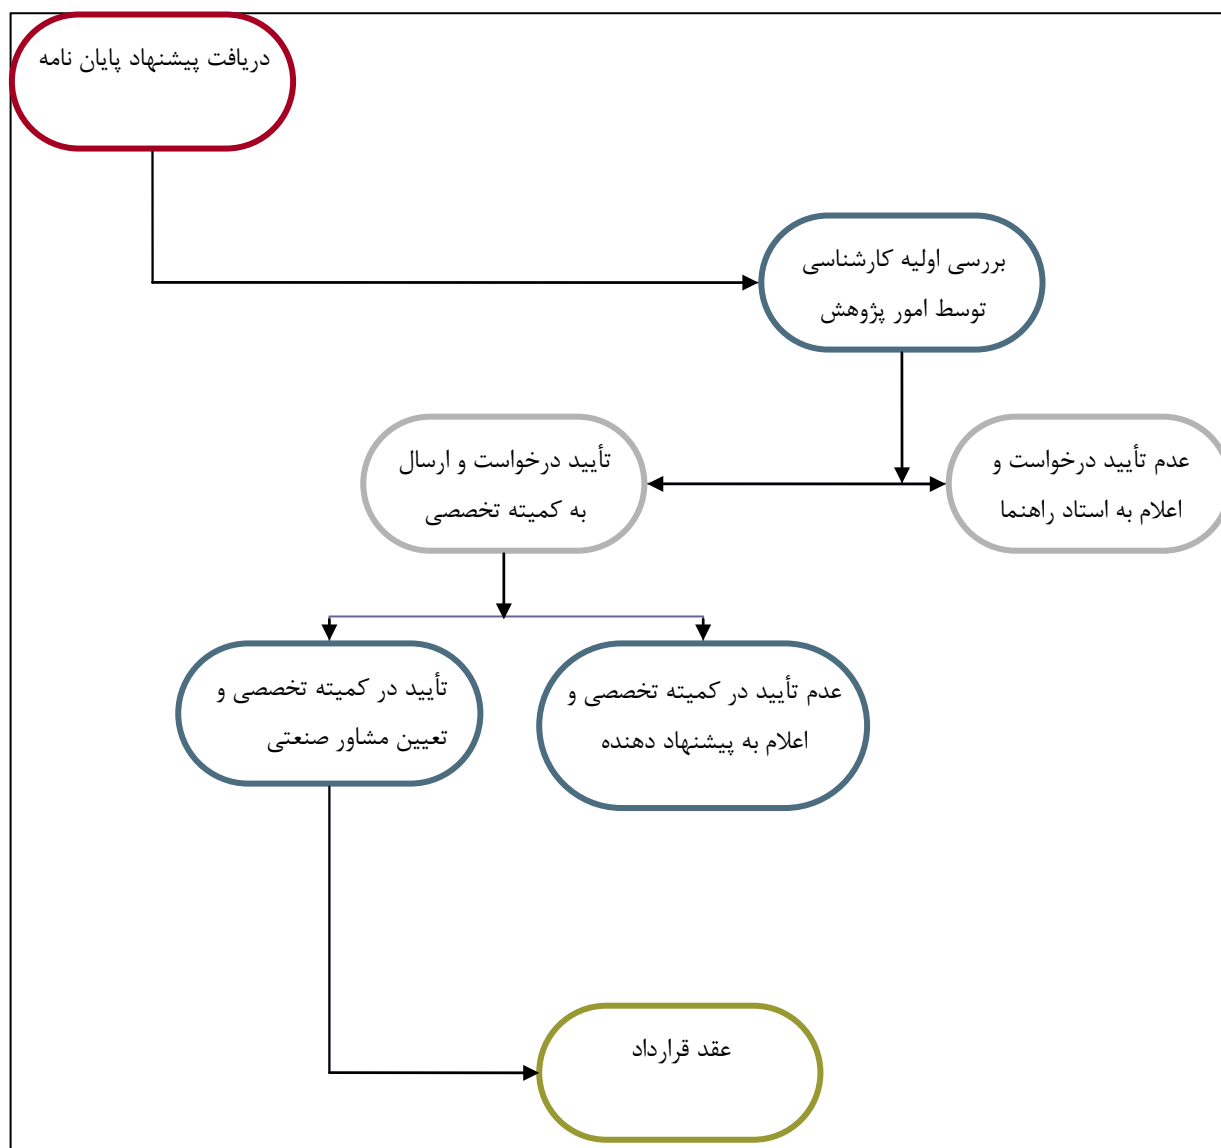 دریافت پیشنهاد پایان نامه
بررسی اولیه کارشناسی
توسط امور پژوهش
عدم تأیید درخواست و
اعلام به استاد راهنما
تأیید درخواست و ارسال
به کمیته تخصصی
عدم تأیید در کمیته تخصصی و
اعلام به پیشنهاد دهنده
تأیید در کمیته تخصصی و
تعیین مشاور صنعتی
عقد قرارداد